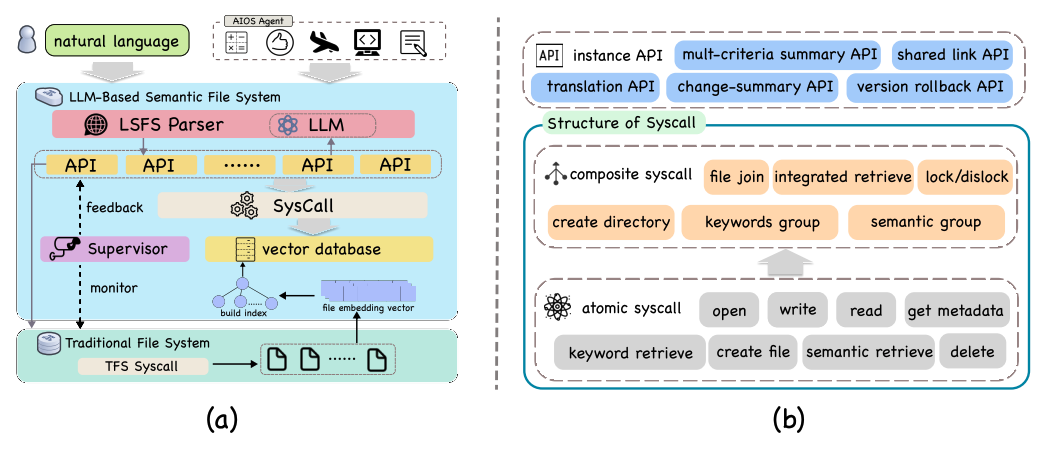 natural language
AIOS Agent
LLM-Based Semantic File System
LSFS Parser
LLM
API
API
......
API
API
feedback
SysCall
Supervisor
vector database
monitor
......
build index
file embedding vector
Traditional File System
TFS Syscall
......
(a)
API
instance API
mult-criteria summary API
shared link API
translation API
change-summary API
version rollback API
Structure of Syscall
composite syscall
file join
integrated retrieve
lock/dislock
create directory
keywords group
semantic group
atomic syscall
open
write
read
get metadata
keyword retrieve
create file
semantic retrieve
delete
(b)